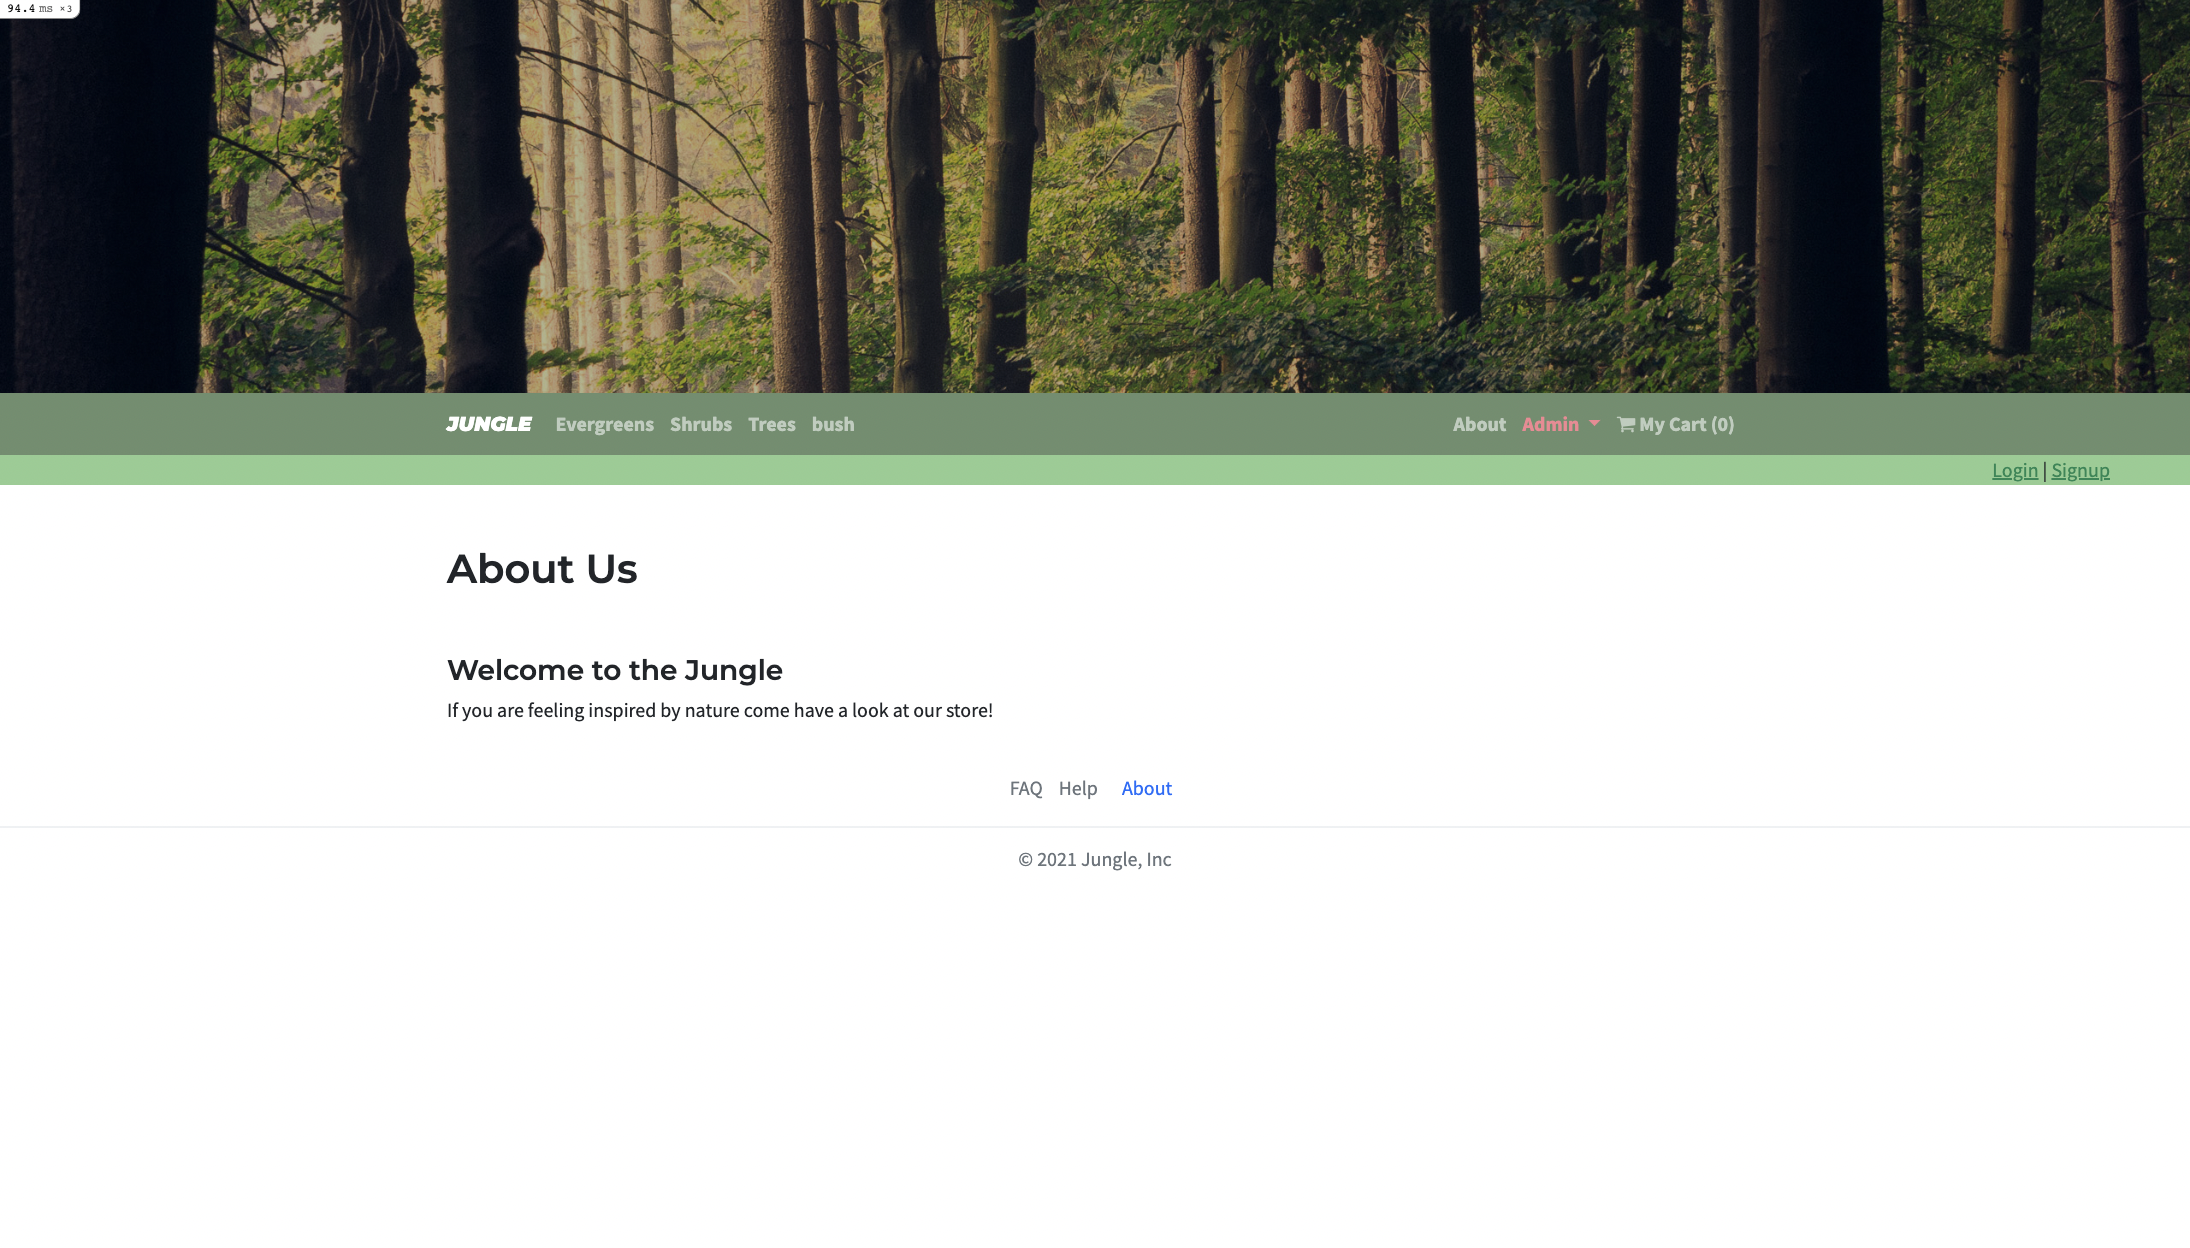 94.4 ms ×3
JUNGLE Evergreens Shrubs Trees bush About Admin My Cart (0)
Login | Signup
About Us
Welcome to the Jungle
If you are feeling inspired by nature come have a look at our store!
FAQ Help About
© 2021 Jungle, Inc